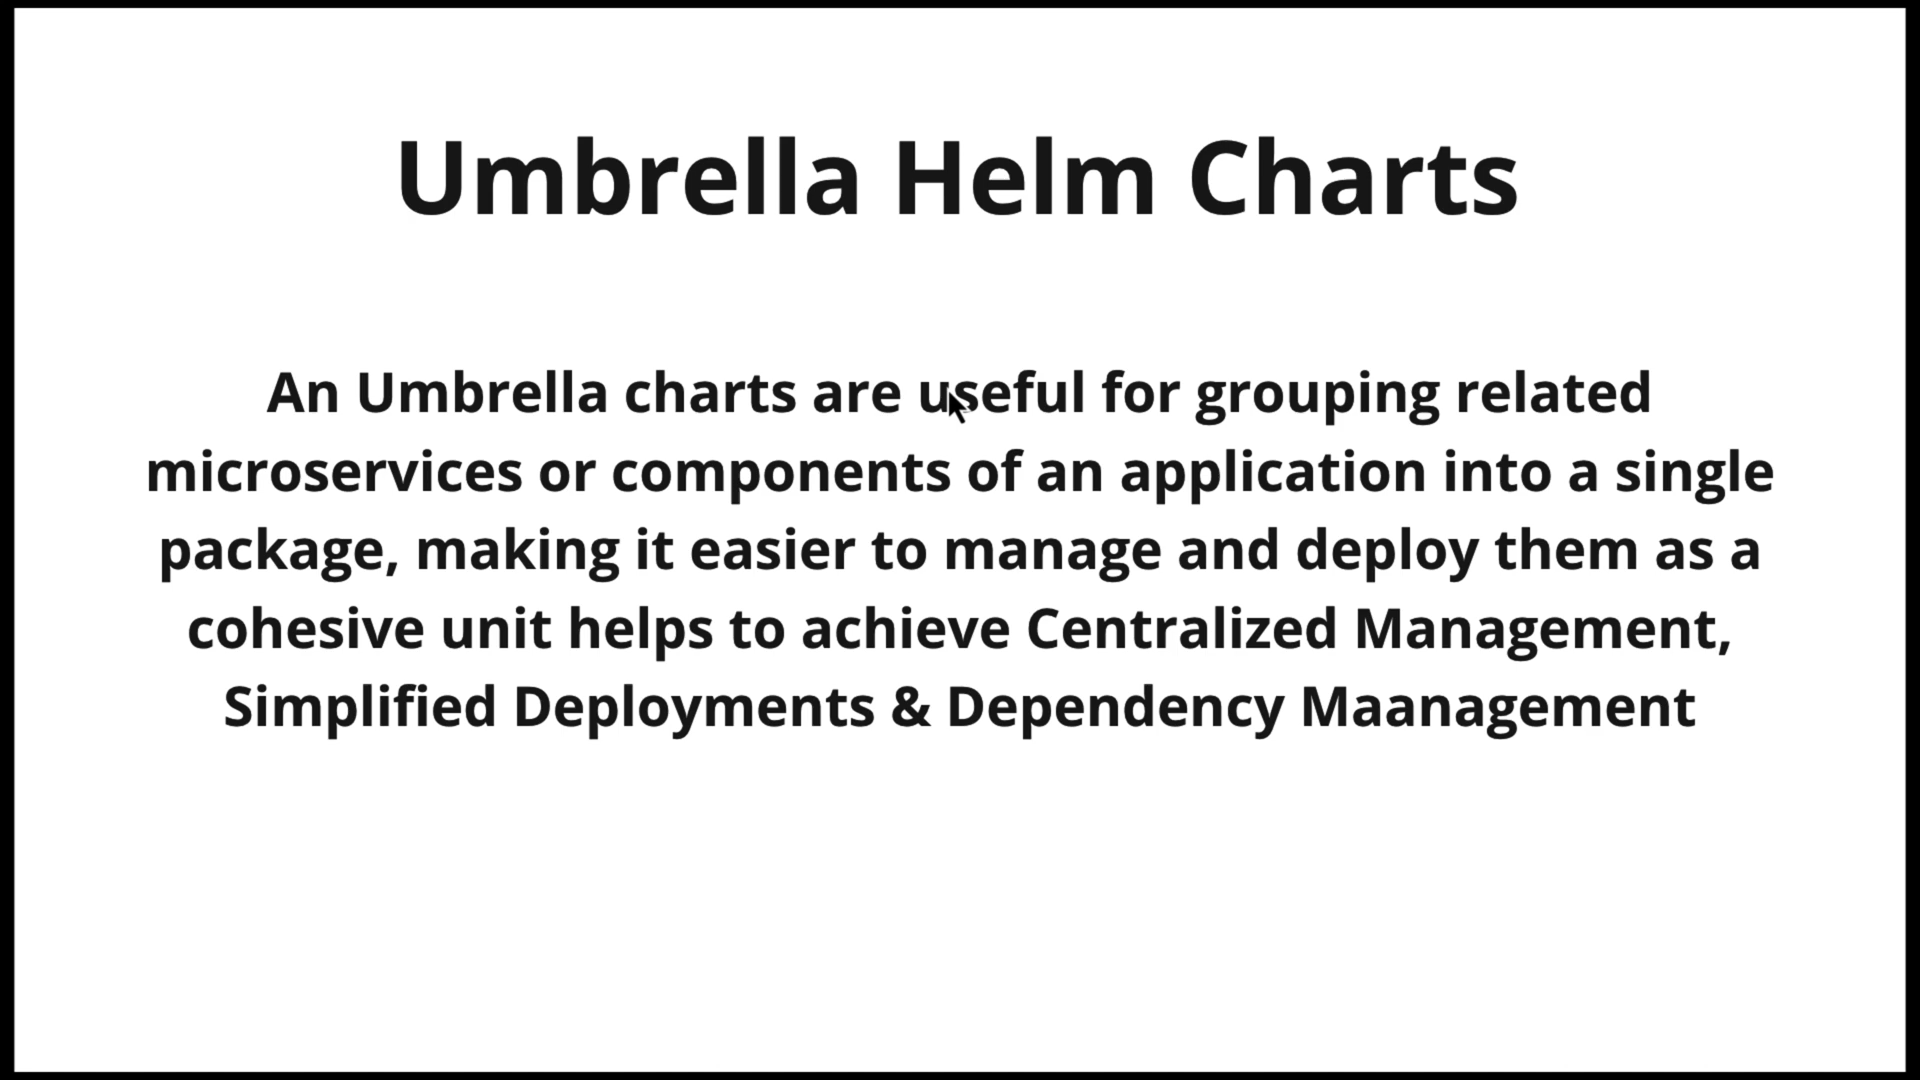 Umbrella Helm Charts
An Umbrella charts are useful for grouping related
microservices or components of an application into a single
package, making it easier to manage and deploy them as a
cohesive unit helps to achieve Centralized Management,
Simplified Deployments & Dependency Maanagement